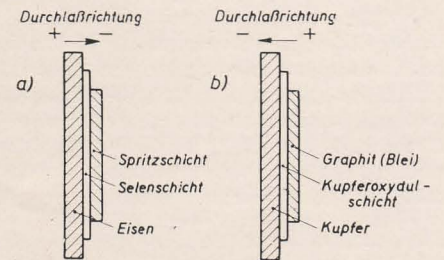 Durchlaßrichtung
+ −
a)
Spritzschicht
Selenschicht
Eisen
Durchlaßrichtung
− +
b)
Graphit (Blei)
Kupferoxydul-
schicht
Kupfer